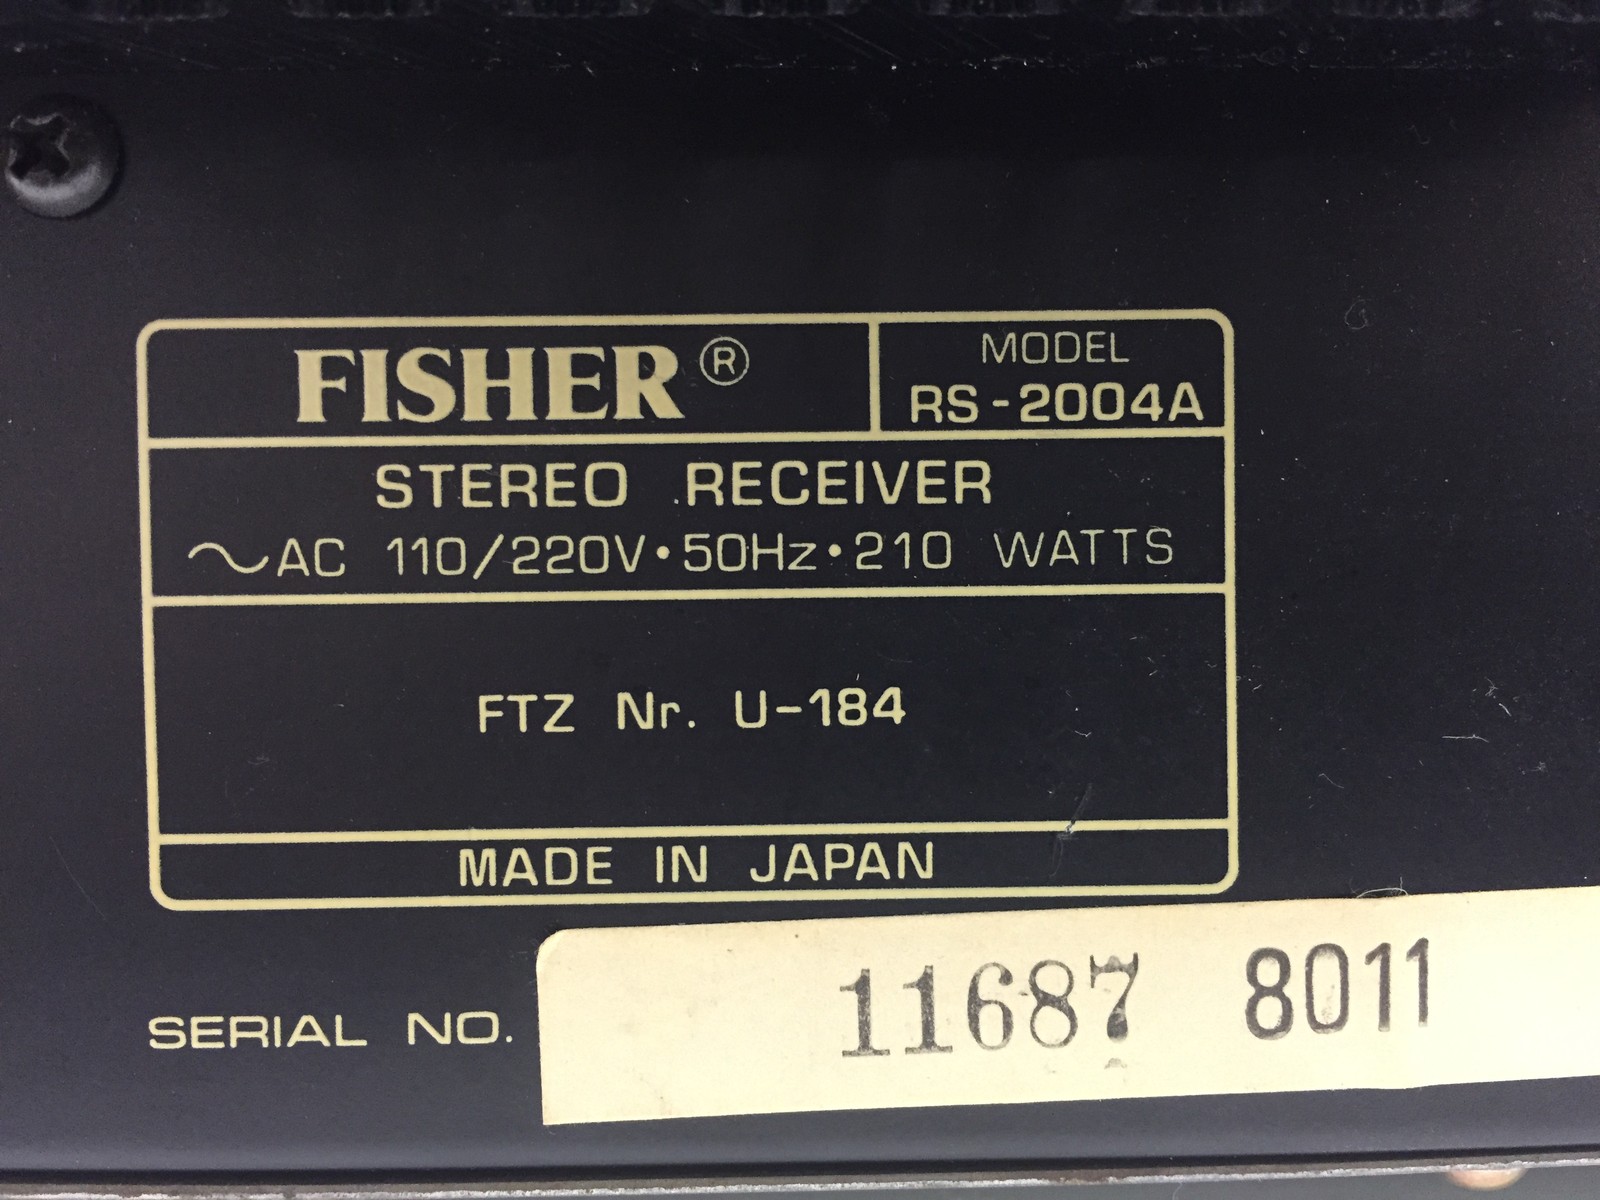 FISHER®
MODEL
RS-2004A
STEREO RECEIVER
~AC 110/220V•50Hz•210 WATTS
FTZ Nr. U-184
MADE IN JAPAN
SERIAL NO. 11687 8011